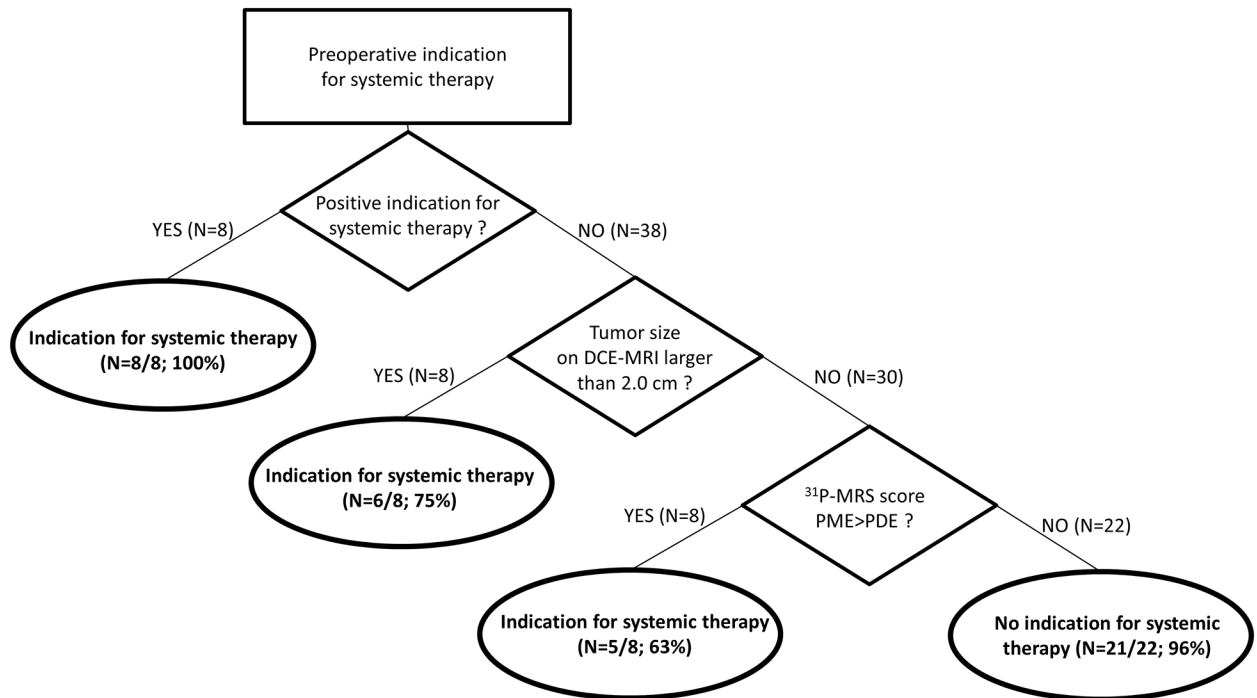 Preoperative indication
for systemic therapy
Positive indication for
systemic therapy ?
YES (N=8)
NO (N=38)
Indication for systemic therapy
(N=8/8; 100%)
Tumor size
on DCE-MRI larger
than 2.0 cm ?
YES (N=8)
NO (N=30)
Indication for systemic therapy
(N=6/8; 75%)
³¹P-MRS score
PME>PDE ?
YES (N=8)
NO (N=22)
Indication for systemic therapy
(N=5/8; 63%)
No indication for systemic
therapy (N=21/22; 96%)